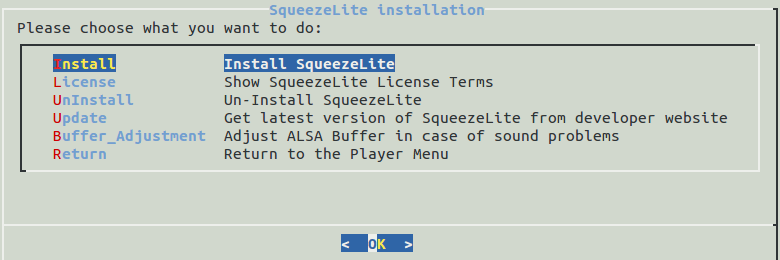 SqueezeLite installation
Please choose what you want to do:
Install Install SqueezeLite
License Show SqueezeLite License Terms
UnInstall Un-Install SqueezeLite
Update Get latest version of SqueezeLite from developer website
Buffer_Adjustment Adjust ALSA Buffer in case of sound problems
Return Return to the Player Menu
< OK >